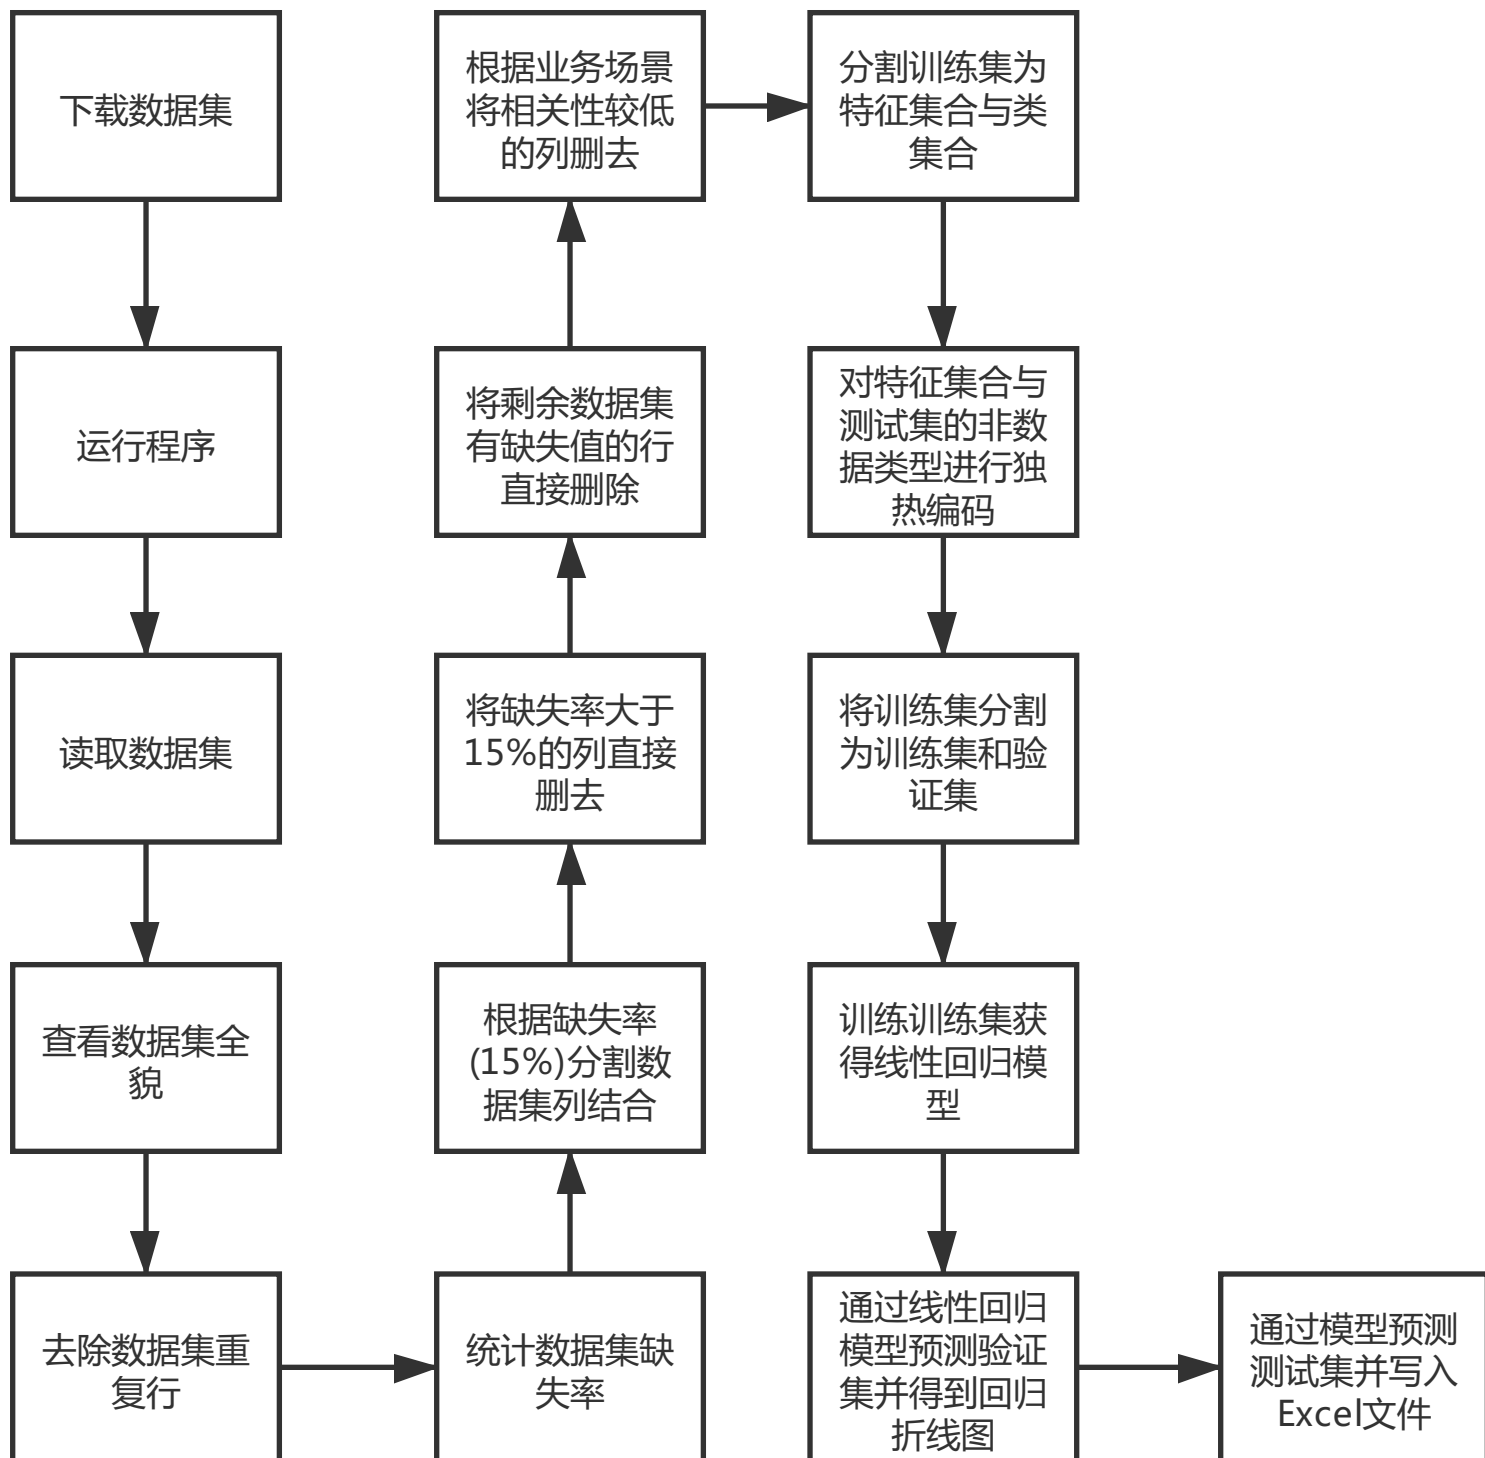 下载数据集
运行程序
读取数据集
查看数据集全
貌
去除数据集重
复行
统计数据集缺
失率
根据缺失率
(15%)分割数
据集列结合
将缺失率大于
15%的列直接
删去
将剩余数据集
有缺失值的行
直接删除
根据业务场景
将相关性较低
的列删去
分割训练集为
特征集合与类
集合
对特征集合与
测试集的非数
据类型进行独
热编码
将训练集分割
为训练集和验
证集
训练训练集获
得线性回归模
型
通过线性回归
模型预测验证
集并得到回归
折线图
通过模型预测
测试集并写入
Excel文件